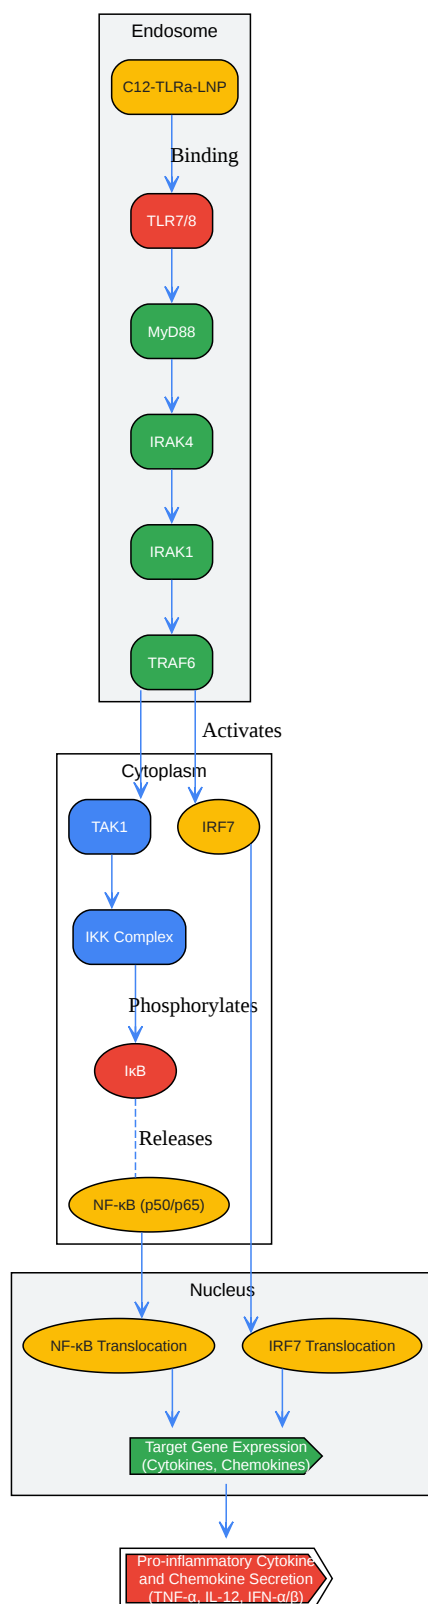 Endosome
C12-TLRa-LNP
Binding
TLR7/8
MyD88
IRAK4
IRAK1
TRAF6
Activates
Cytoplasm
TAK1
IRF7
IKK Complex
Phosphorylates
IκB
Releases
NF-κB (p50/p65)
Nucleus
NF-κB Translocation
IRF7 Translocation
Target Gene Expression
(Cytokines, Chemokines)
Pro-inflammatory Cytokine
and Chemokine Secretion
(TNF-α, IL-12, IFN-α/β)